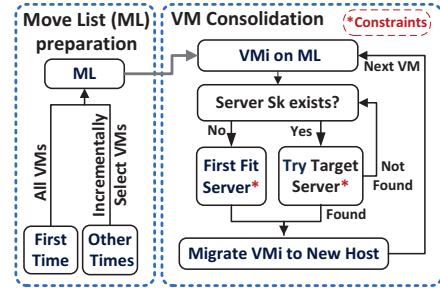 Move List (ML)
preparation
ML
All VMs
Incrementally
Select VMs
First
Time
Other
Times
VM Consolidation
*Constraints
VMi on ML
Next VM
Server Sk exists?
No
Yes
First Fit
Server*
Try Target
Server*
Not
Found
Found
Migrate VMi to New Host